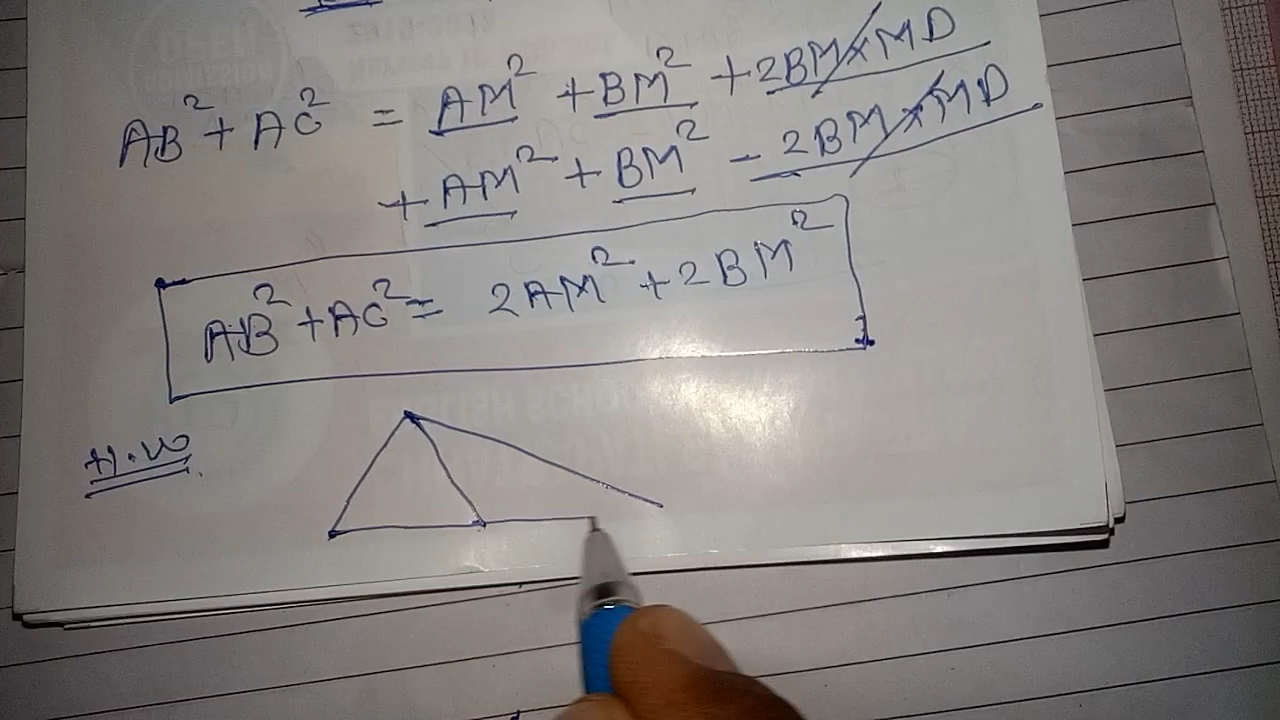 AB² + AC² = AM² + BM² + 2BM × MD
+ AM² + BM² - 2BM × MD
AB² + AC² = 2AM² + 2BM²
H.W.